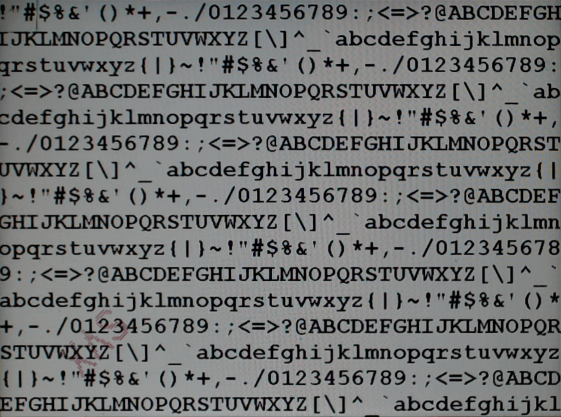 !"#$%&'()*+,-./0123456789:;<=>?@ABCDEFGH
IJKLMNOPQRSTUVWXYZ[\]^_`abcdefghijklmnop
qrstuvwxyz{|}~!"#$%&'()*+,-./0123456789:
;<=>?@ABCDEFGHIJKLMNOPQRSTUVWXYZ[\]^_`ab
cdefghijklmnopqrstuvwxyz{|}~!"#$%&'()*+,
-./0123456789:;<=>?@ABCDEFGHIJKLMNOPQRST
UVWXYZ[\]^_`abcdefghijklmnopqrstuvwxyz{|
}~!"#$%&'()*+,-./0123456789:;<=>?@ABCDEF
GHIJKLMNOPQRSTUVWXYZ[\]^_`abcdefghijklmn
opqrstuvwxyz{|}~!"#$%&'()*+,-./012345678
9:;<=>?@ABCDEFGHIJKLMNOPQRSTUVWXYZ[\]^_`
abcdefghijklmnopqrstuvwxyz{|}~!"#$%&'()*
+,-./0123456789:;<=>?@ABCDEFGHIJKLMNOPQR
STUVWXYZ[\]^_`abcdefghijklmnopqrstuvwxyz
{|}~!"#$%&'()*+,-./0123456789:;<=>?@ABCD
EFGHIJKLMNOPQRSTUVWXYZ[\]^_`abcdefghijkl